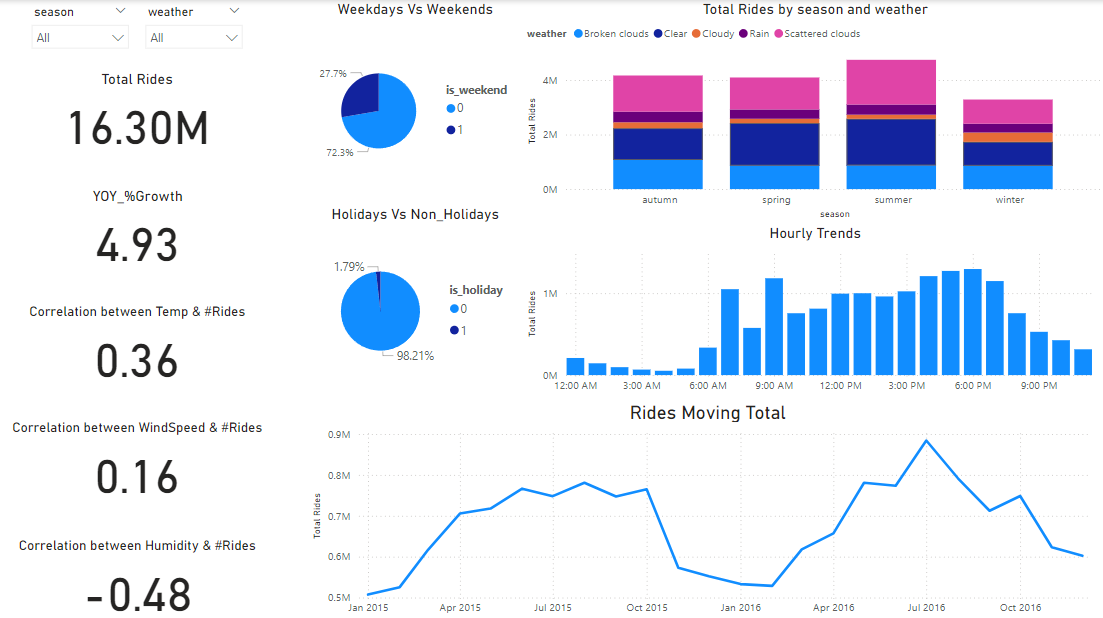 season
weather
All
All
Total Rides
16.30M
YOY_%Growth
4.93
Correlation between Temp & #Rides
0.36
Correlation between WindSpeed & #Rides
0.16
Correlation between Humidity & #Rides
-0.48
Weekdays Vs Weekends
27.7%
72.3%
is_weekend
0
1
Holidays Vs Non_Holidays
1.79%
98.21%
is_holiday
0
1
Total Rides by season and weather
weather Broken clouds Clear Cloudy Rain Scattered clouds
Total Rides
4M
2M
0M
autumn spring summer winter
season
Hourly Trends
Total Rides
1M
0M
12:00 AM 3:00 AM 6:00 AM 9:00 AM 12:00 PM 3:00 PM 6:00 PM 9:00 PM
Rides Moving Total
Total Rides
0.9M
0.8M
0.7M
0.6M
0.5M
Jan 2015 Apr 2015 Jul 2015 Oct 2015 Jan 2016 Apr 2016 Jul 2016 Oct 2016